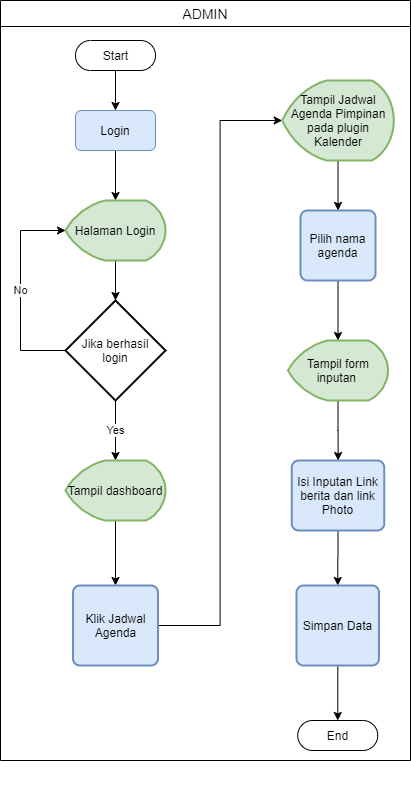 ADMIN
Start
Login
Halaman Login
No
Jika berhasil
login
Yes
Tampil dashboard
Klik Jadwal
Agenda
Tampil Jadwal
Agenda Pimpinan
pada plugin
Kalender
Pilih nama
agenda
Tampil form
inputan
Isi Inputan Link
berita dan link
Photo
Simpan Data
End